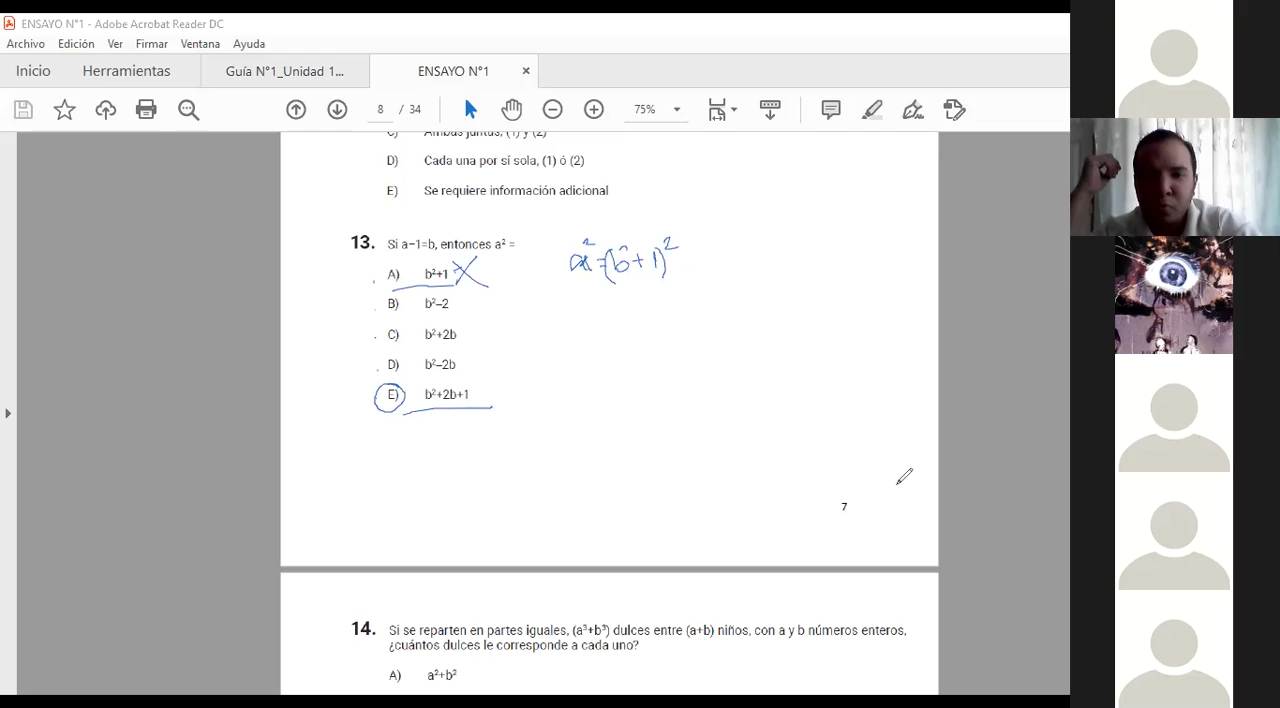 ENSAYO N°1 - Adobe Acrobat Reader DC
Archivo Edición Ver Firmar Ventana Ayuda
Inicio Herramientas Guía N°1_Unidad 1... ENSAYO N°1 ×
8 / 34 75%
C) Ambas juntas, (1) y (2)
D) Cada una por sí sola, (1) ó (2)
E) Se requiere información adicional
13. Si a−1=b, entonces a² =
a²=(b+1)²
A) b²+1
B) b²−2
C) b²+2b
D) b²−2b
E) b²+2b+1
7
14. Si se reparten en partes iguales, (a³+b³) dulces entre (a+b) niños, con a y b números enteros,
¿cuántos dulces le corresponde a cada uno?
A) a²+b²